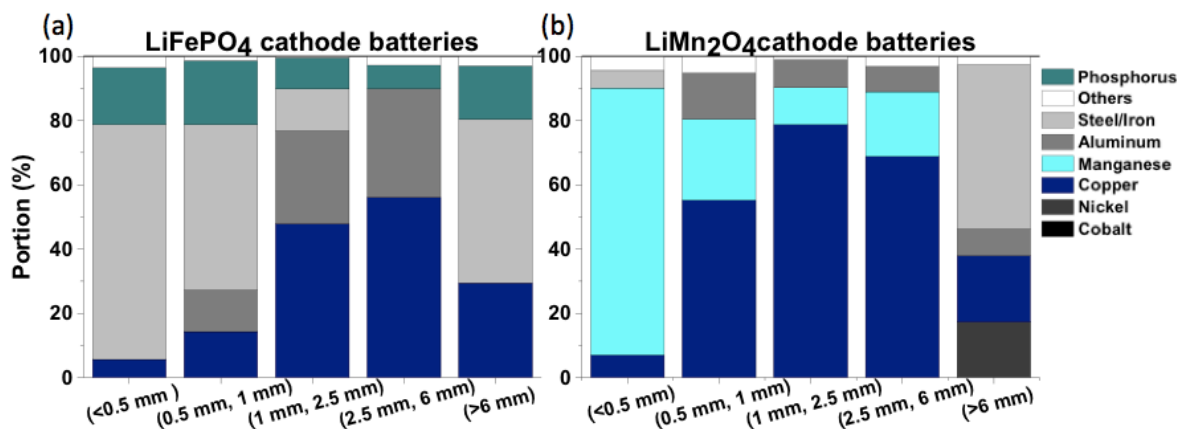 (a)
LiFePO4 cathode batteries
Portion (%)
100
80
60
40
20
0
(<0.5 mm )
(0.5 mm, 1 mm)
(1 mm, 2.5 mm)
(2.5 mm, 6 mm)
(>6 mm)
(b)
LiMn2O4cathode batteries
100
80
60
40
20
0
(<0.5 mm)
(0.5 mm, 1 mm)
(1 mm, 2.5 mm)
(2.5 mm, 6 mm)
(>6 mm)
Phosphorus
Others
Steel/Iron
Aluminum
Manganese
Copper
Nickel
Cobalt